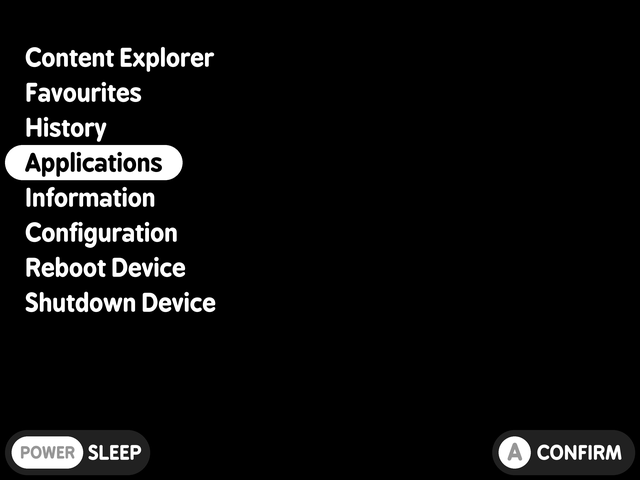 Content Explorer
Favourites
History
Applications
Information
Configuration
Reboot Device
Shutdown Device
POWER SLEEP
A CONFIRM